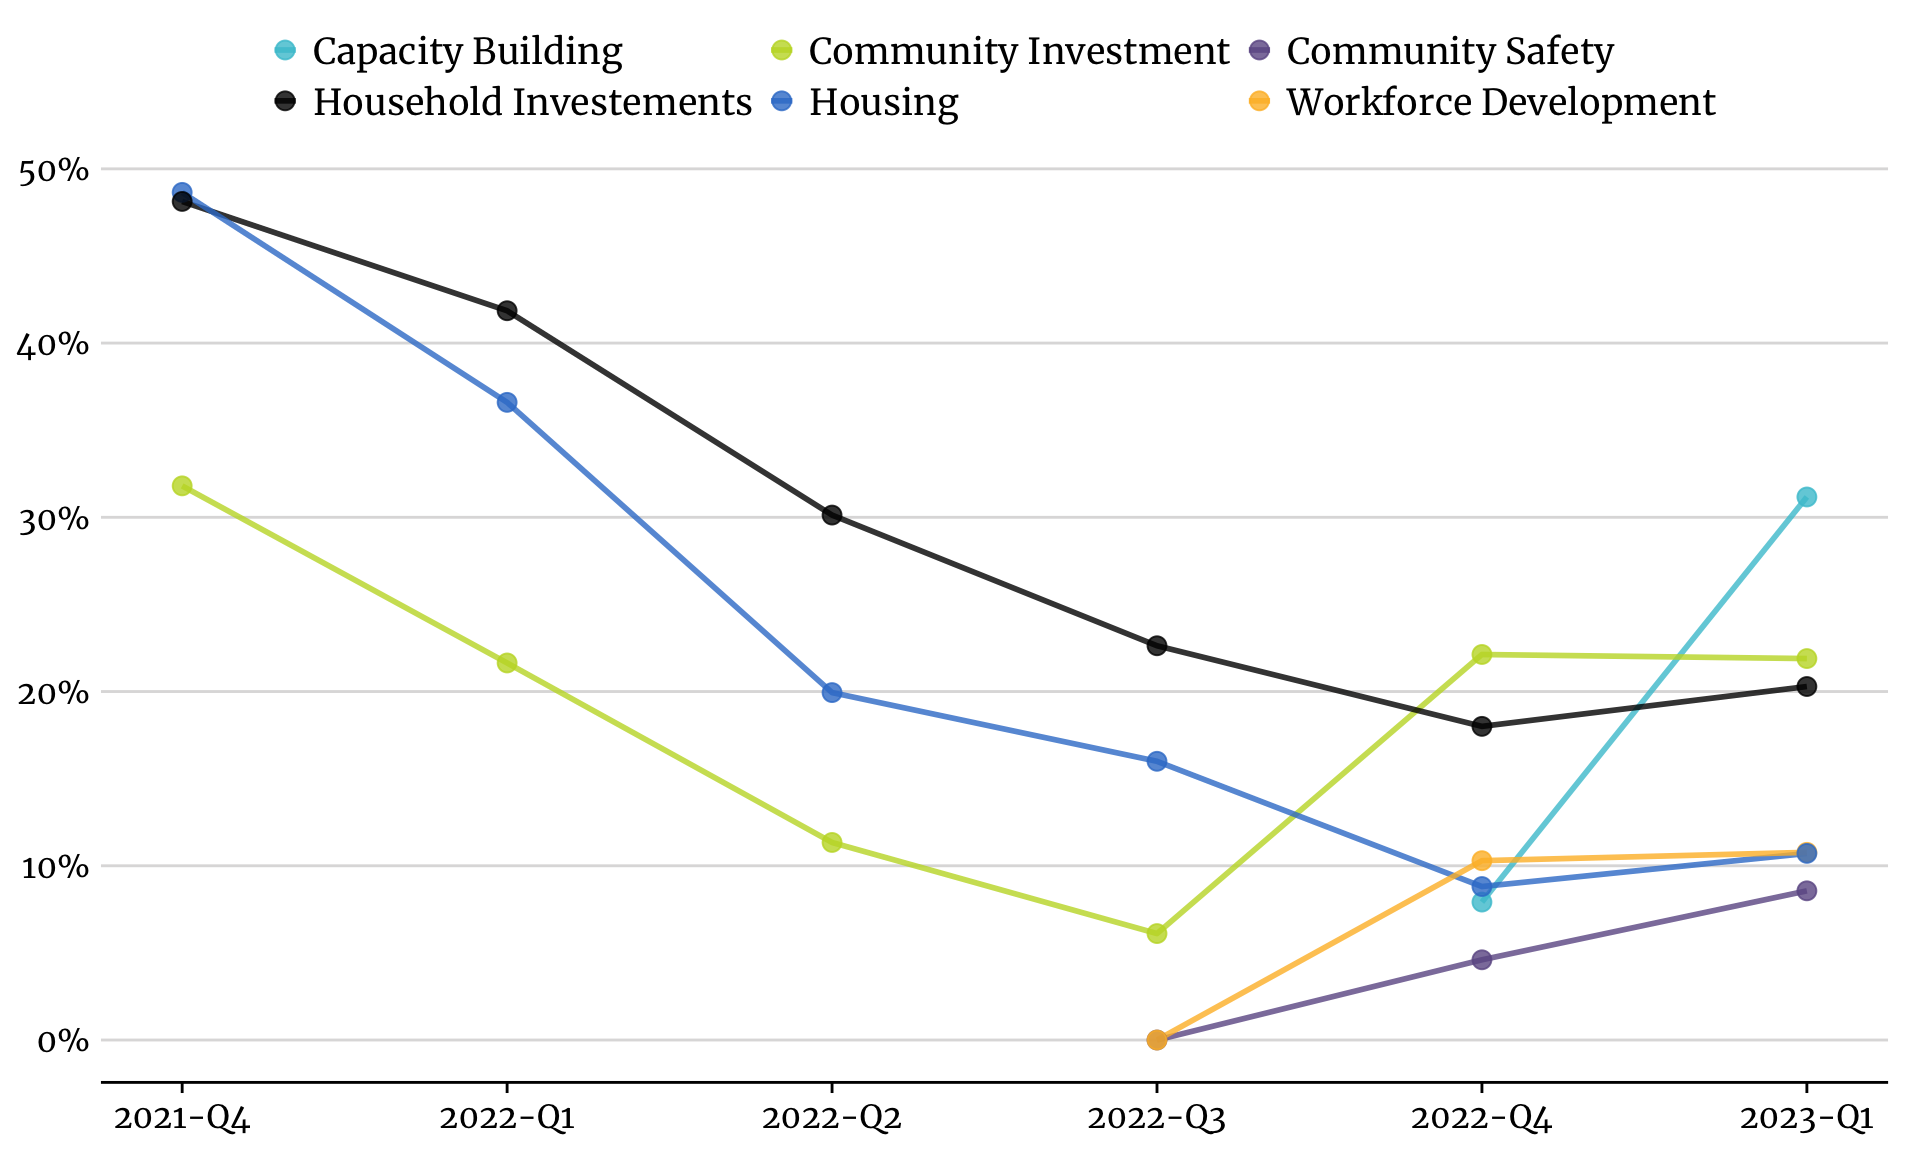 Capacity Building Community Investment Community Safety
Household Investements Housing Workforce Development
50%
40%
30%
20%
10%
0%
2021-Q4 2022-Q1 2022-Q2 2022-Q3 2022-Q4 2023-Q1